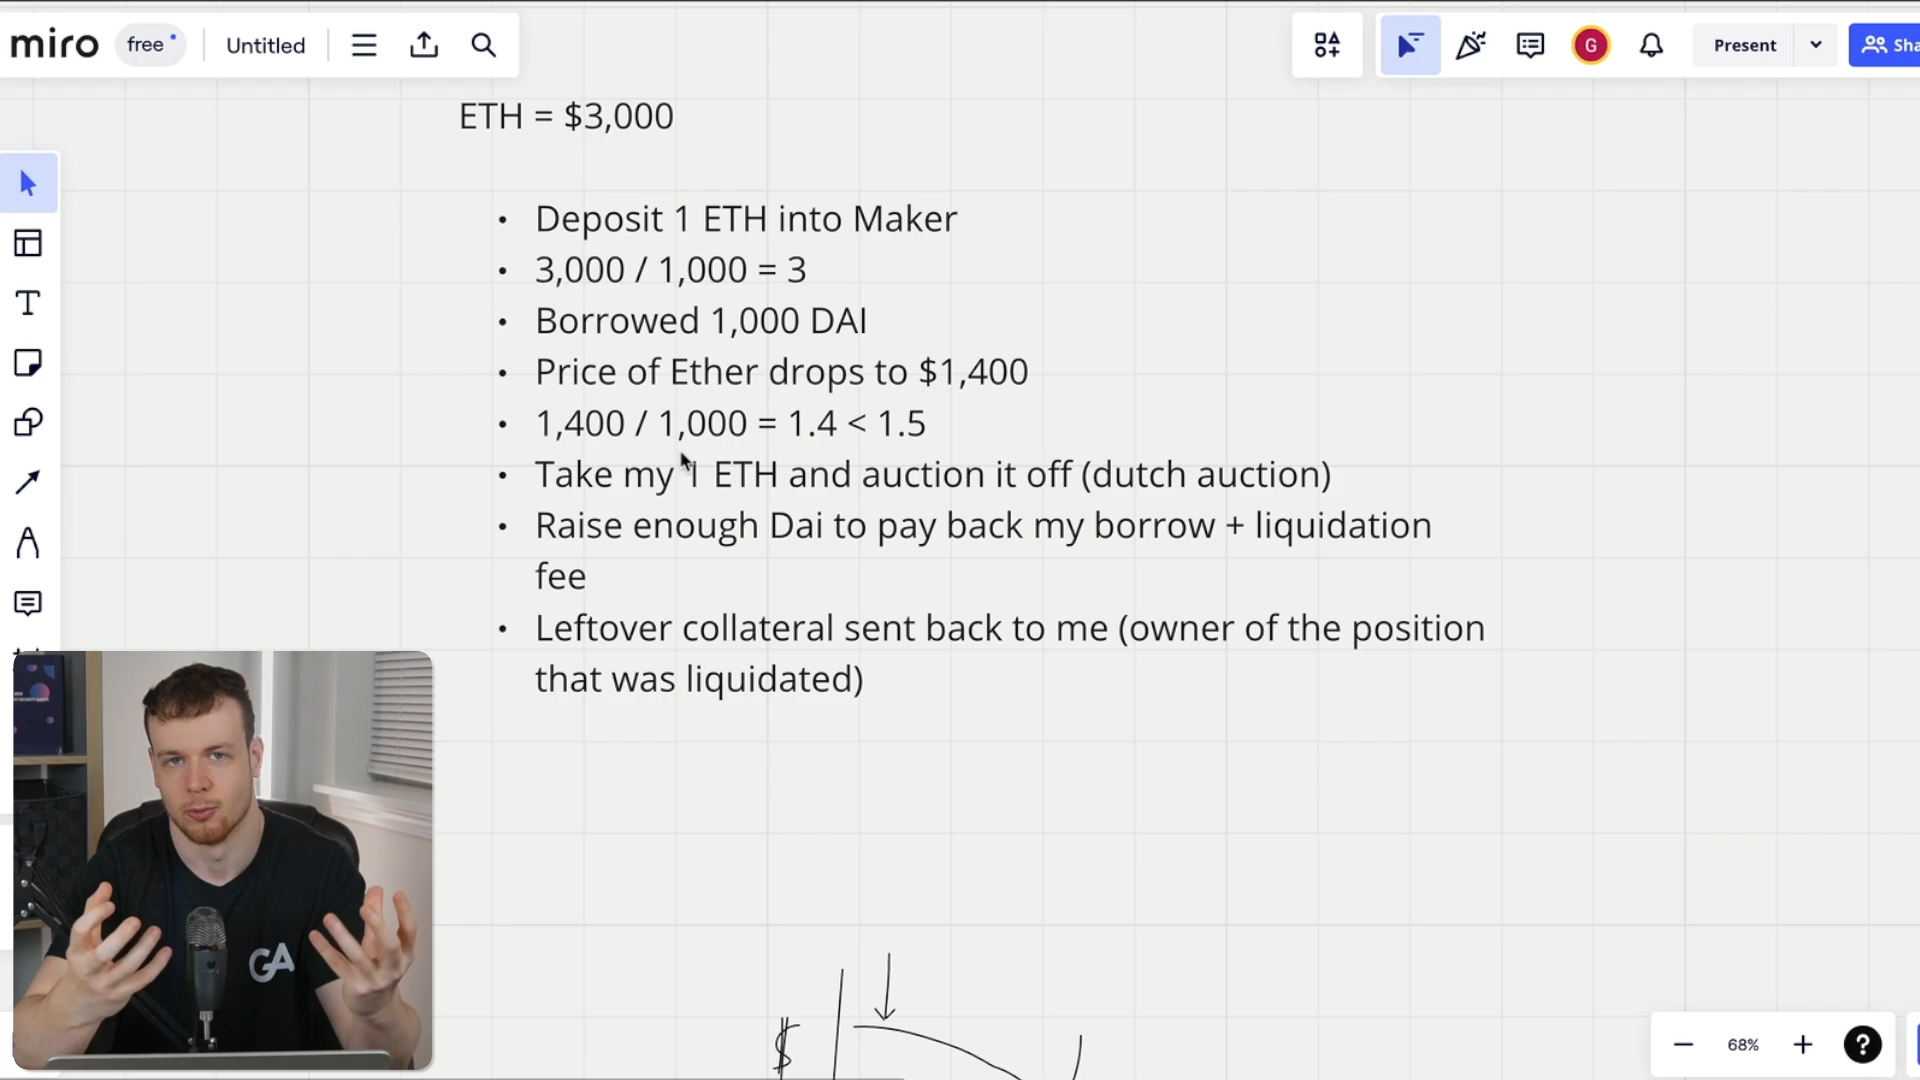 miro free Untitled G Present Sha
ETH = $3,000
• Deposit 1 ETH into Maker
• 3,000 / 1,000 = 3
• Borrowed 1,000 DAI
• Price of Ether drops to $1,400
• 1,400 / 1,000 = 1.4 < 1.5
• Take my 1 ETH and auction it off (dutch auction)
• Raise enough Dai to pay back my borrow + liquidation
fee
• Leftover collateral sent back to me (owner of the position
that was liquidated)
GA
$
68%